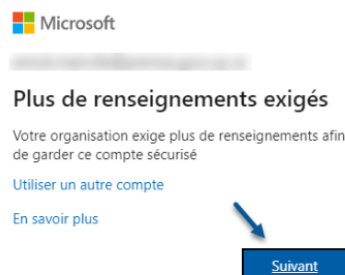 Microsoft
Plus de renseignements exigés
Votre organisation exige plus de renseignements afin
de garder ce compte sécurisé
Utiliser un autre compte
En savoir plus
Suivant